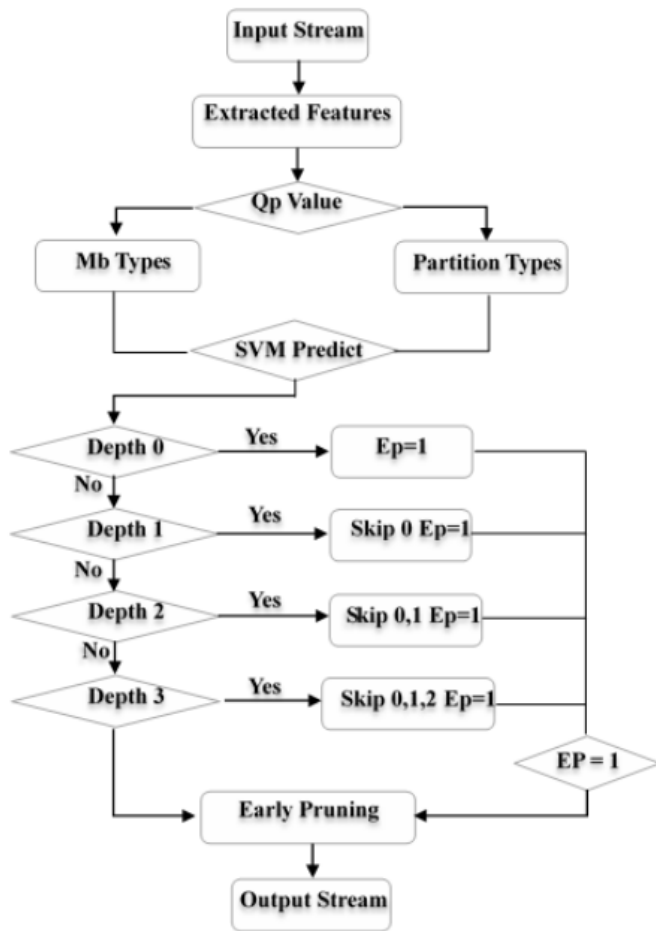 Input Stream
Extracted Features
Qp Value
Mb Types
Partition Types
SVM Predict
Depth 0
Yes
Ep=1
No
Depth 1
Yes
Skip 0 Ep=1
No
Depth 2
Yes
Skip 0,1 Ep=1
No
Depth 3
Yes
Skip 0,1,2 Ep=1
EP = 1
Early Pruning
Output Stream